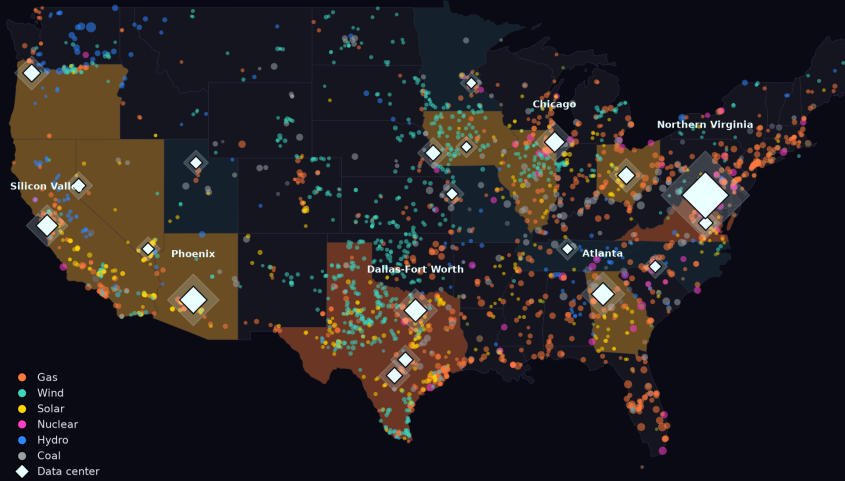 Chicago
Northern Virginia
Silicon Valley
Phoenix
Atlanta
Dallas-Fort Worth
Gas
Wind
Solar
Nuclear
Hydro
Coal
Data center